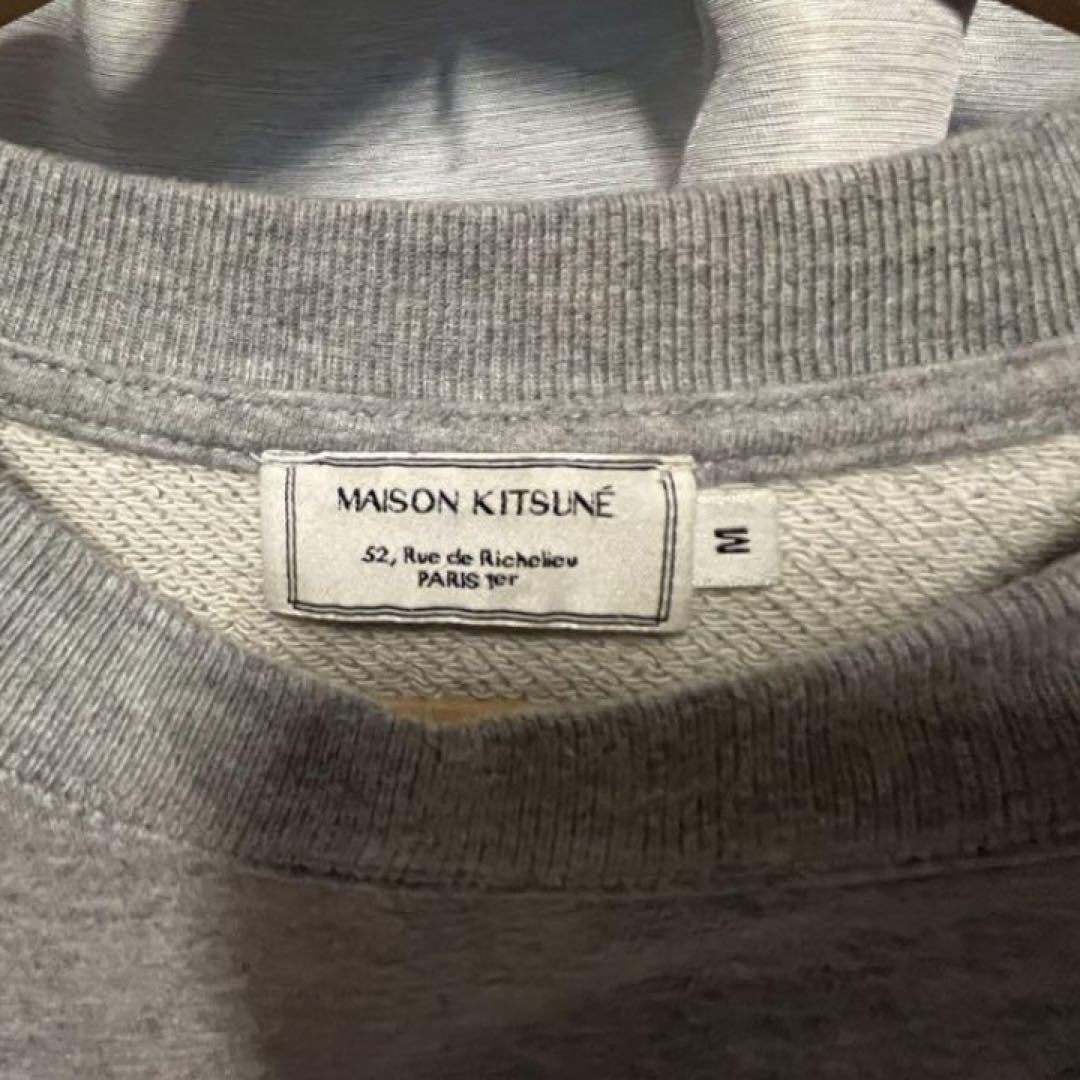 MAISON KITSUNÉ
52, Rue de Richelieu
PARIS 1er
M